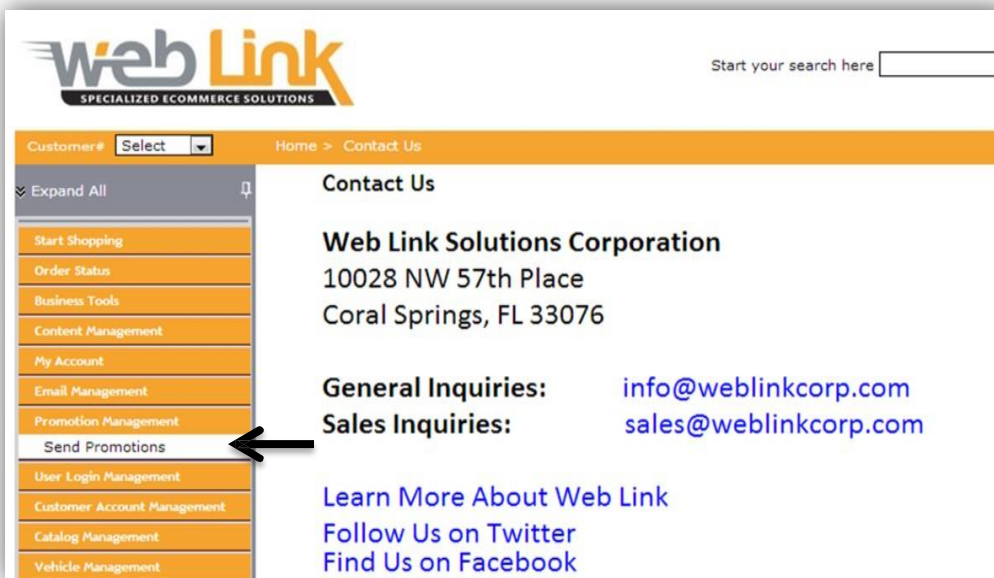 web Link
SPECIALIZED ECOMMERCE SOLUTIONS
Start your search here
Customer# Select
Home > Contact Us
Expand All
Start Shopping
Order Status
Business Tools
Content Management
My Account
Email Management
Promotion Management
Send Promotions
User Login Management
Customer Account Management
Catalog Management
Vehicle Management
Contact Us
Web Link Solutions Corporation
10028 NW 57th Place
Coral Springs, FL 33076
General Inquiries: info@weblinkcorp.com
Sales Inquiries: sales@weblinkcorp.com
Learn More About Web Link
Follow Us on Twitter
Find Us on Facebook